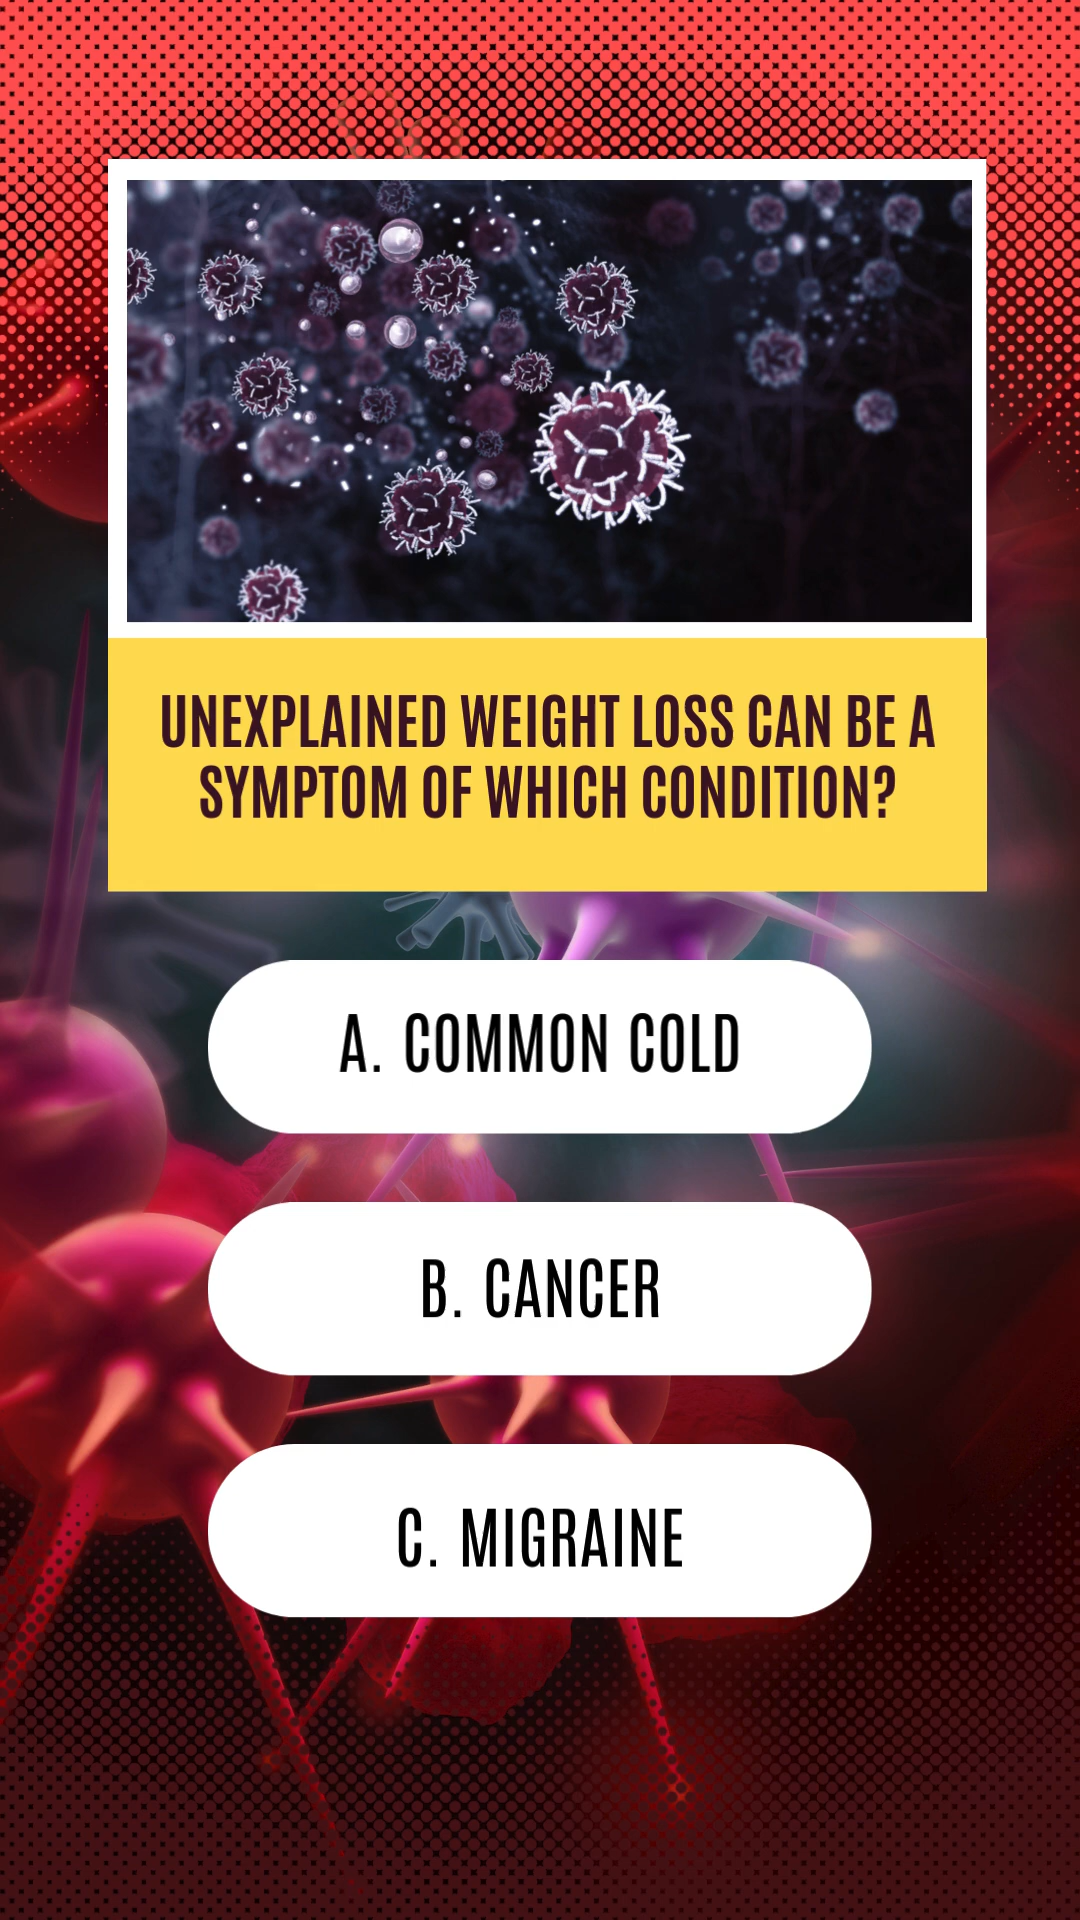 UNEXPLAINED WEIGHT LOSS CAN BE A
SYMPTOM OF WHICH CONDITION?
A. COMMON COLD
B. CANCER
C. MIGRAINE